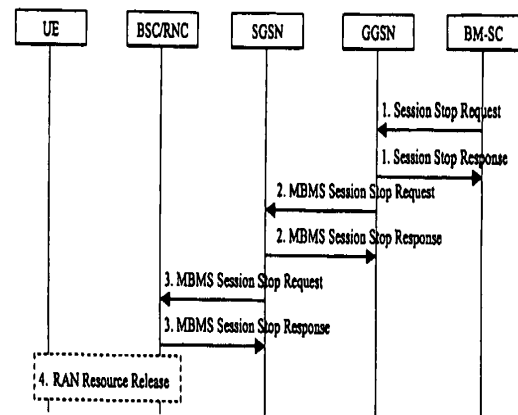 UE BSC/RNC SGSN GGSN BM-SC
1. Session Stop Request
1. Session Stop Response
2. MBMS Session Stop Request
2. MBMS Session Stop Response
3. MBMS Session Stop Request
3. MBMS Session Stop Response
4. RAN Resource Release